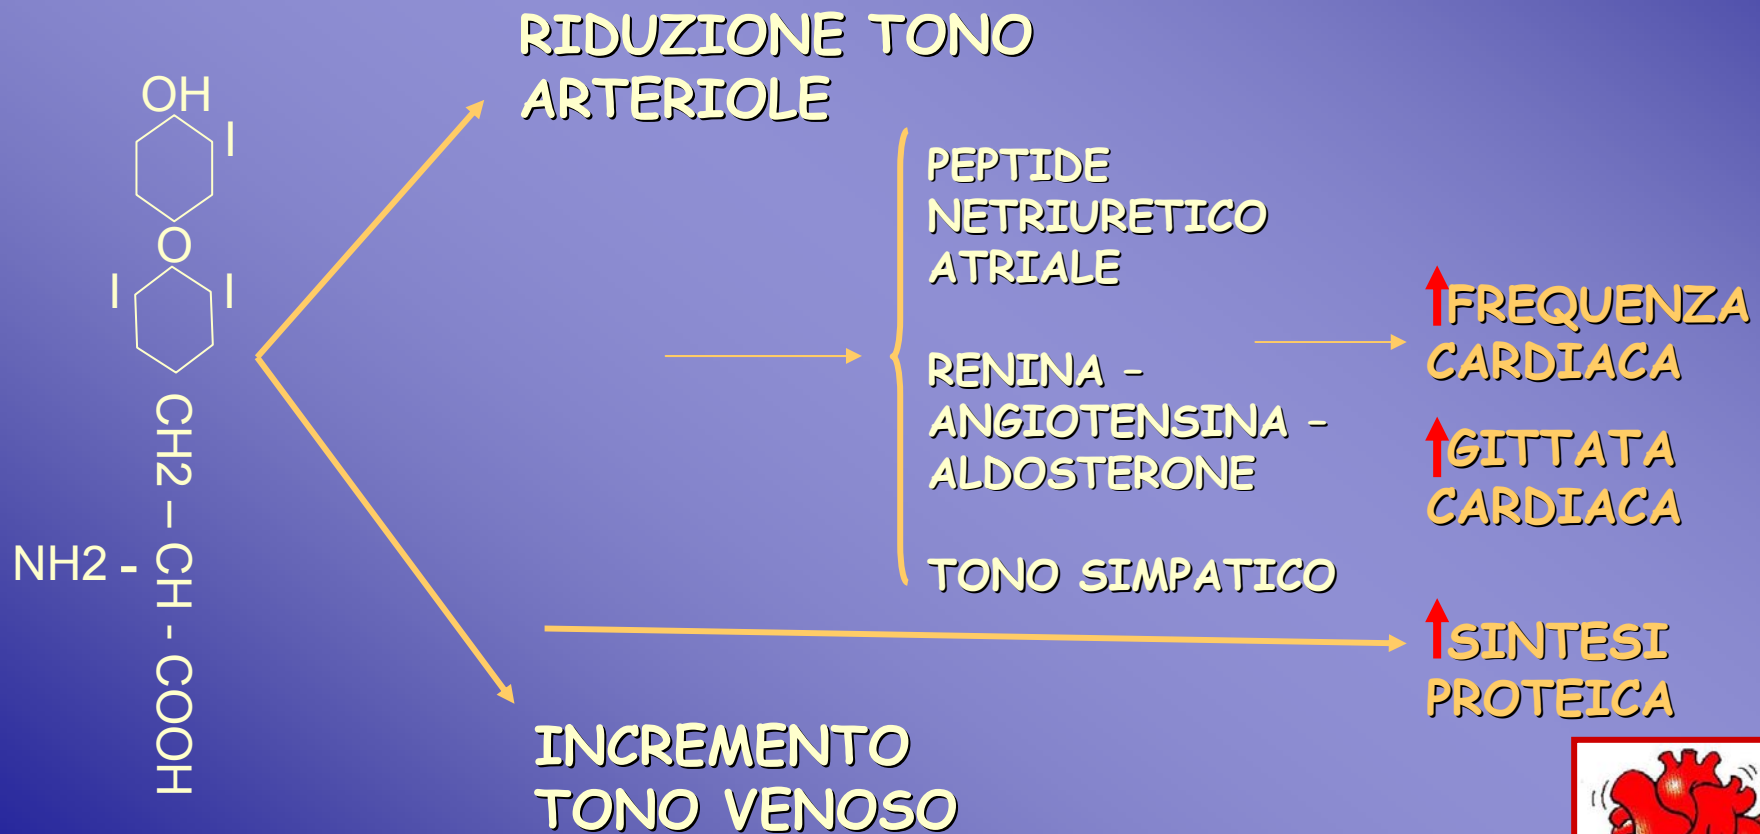 OH
I
O
I
I
CH2 – CH - COOH
NH2 -
RIDUZIONE TONO
ARTERIOLE
PEPTIDE
NETRIURETICO
ATRIALE
RENINA –
ANGIOTENSINA –
ALDOSTERONE
TONO SIMPATICO
FREQUENZA
CARDIACA
GITTATA
CARDIACA
SINTESI
PROTEICA
INCREMENTO
TONO VENOSO